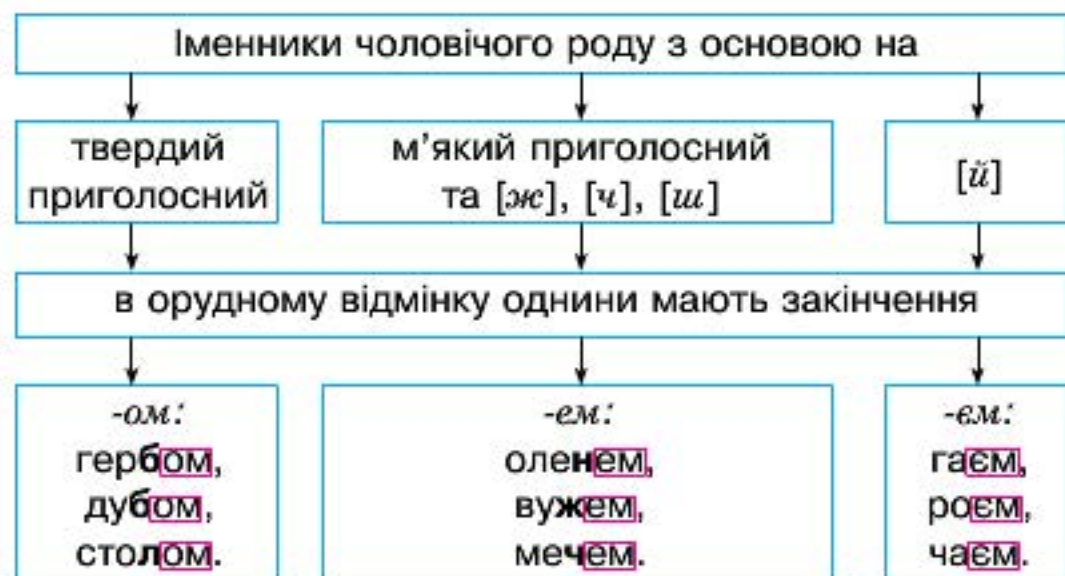 Іменники чоловічого роду з основою на
твердий
приголосний
м’який приголосний
та [ж], [ч], [ш]
[й]
в орудному відмінку однини мають закінчення
-ом:
гербом,
дубом,
столом.
-ем:
оленем,
вужем,
мечем.
-єм:
гаєм,
роєм,
чаєм.